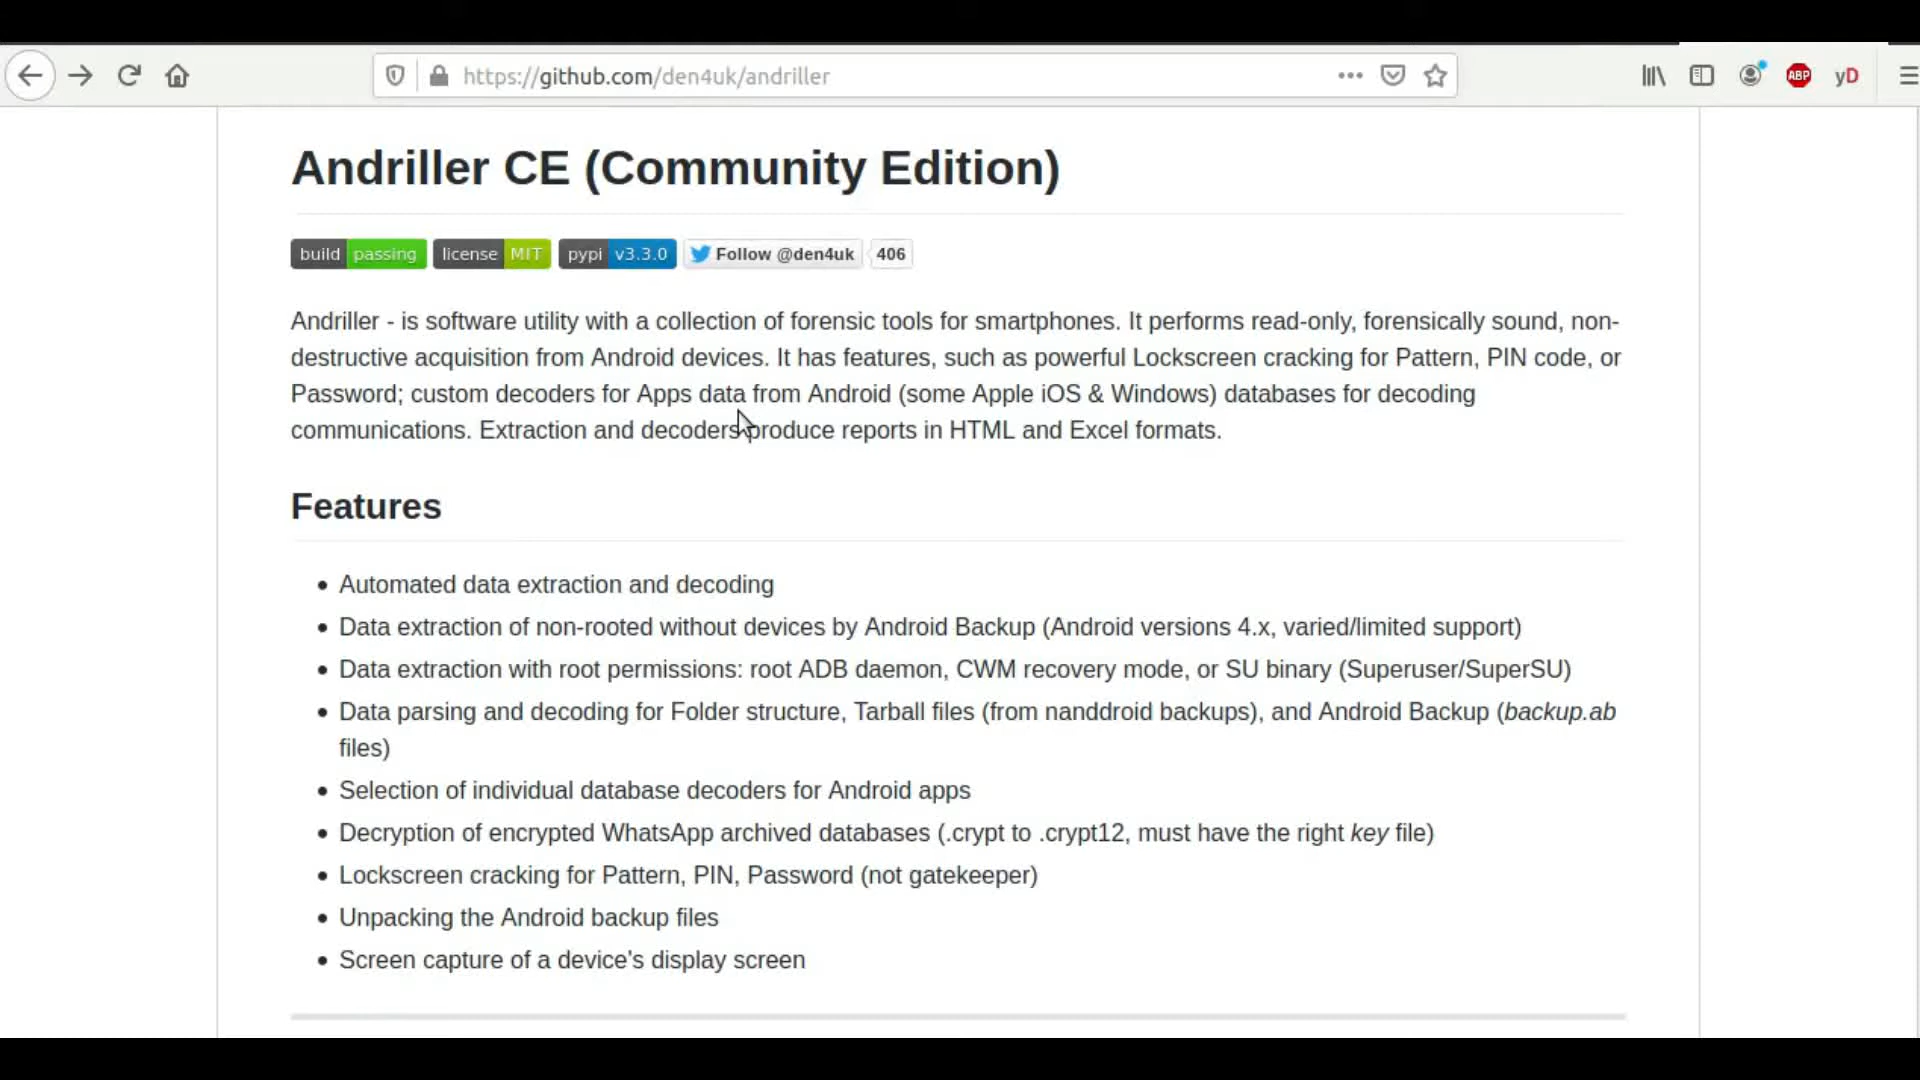 https://github.com/den4uk/andriller
ABP
yD
Andriller CE (Community Edition)
build passing license MIT pypi v3.3.0 Follow @den4uk 406
Andriller - is software utility with a collection of forensic tools for smartphones. It performs read-only, forensically sound, non-
destructive acquisition from Android devices. It has features, such as powerful Lockscreen cracking for Pattern, PIN code, or
Password; custom decoders for Apps data from Android (some Apple iOS & Windows) databases for decoding
communications. Extraction and decoders produce reports in HTML and Excel formats.
Features
Automated data extraction and decoding
Data extraction of non-rooted without devices by Android Backup (Android versions 4.x, varied/limited support)
Data extraction with root permissions: root ADB daemon, CWM recovery mode, or SU binary (Superuser/SuperSU)
Data parsing and decoding for Folder structure, Tarball files (from nanddroid backups), and Android Backup (backup.ab
files)
Selection of individual database decoders for Android apps
Decryption of encrypted WhatsApp archived databases (.crypt to .crypt12, must have the right key file)
Lockscreen cracking for Pattern, PIN, Password (not gatekeeper)
Unpacking the Android backup files
Screen capture of a device's display screen